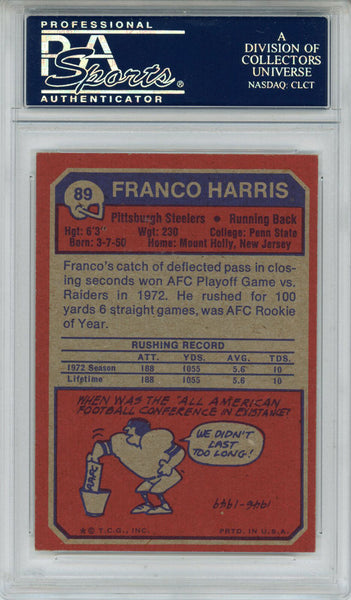 PROFESSIONAL
PSA
Sports
®
AUTHENTICATOR
A
DIVISION OF
COLLECTORS
UNIVERSE
NASDAQ: CLCT
89
FRANCO HARRIS
Pittsburgh Steelers • Running Back
Hgt: 6'3" Wgt: 230 College: Penn State
Born: 3-7-50 Home: Mount Holly, New Jersey
Franco's catch of deflected pass in clos-
ing seconds won AFC Playoff Game vs.
Raiders in 1972. He rushed for 100
yards 6 straight games, was AFC Rookie
of Year.
RUSHING RECORD
ATT. YDS. AVG. TDS.
1972 Season 188 1055 5.6 10
Lifetime 188 1055 5.6 10
WHEN WAS THE "ALL AMERICAN
FOOTBALL CONFERENCE IN EXISTANCE?
WE DIDN'T
LAST
TOO LONG!
AAFC
1946-1949
* © T.C.G., INC. PRTD. IN U.S.A.